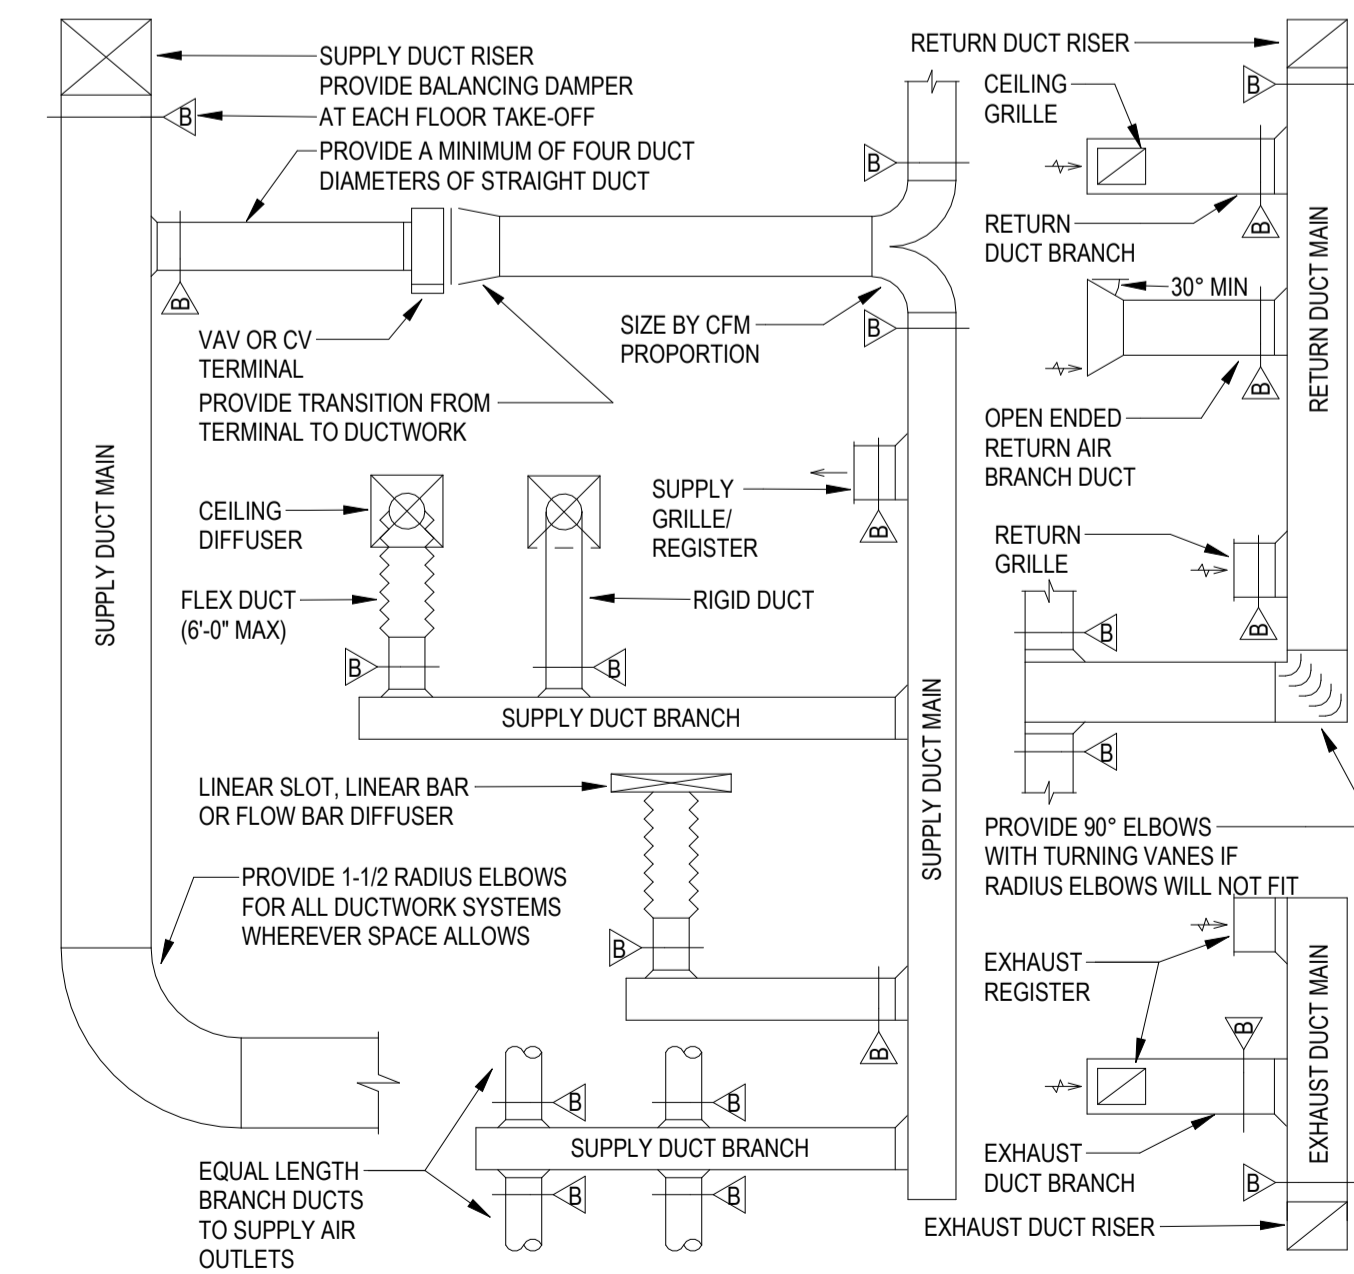 SUPPLY DUCT RISER
PROVIDE BALANCING DAMPER
AT EACH FLOOR TAKE-OFF
B
PROVIDE A MINIMUM OF FOUR DUCT
DIAMETERS OF STRAIGHT DUCT
B
VAV OR CV
TERMINAL
PROVIDE TRANSITION FROM
TERMINAL TO DUCTWORK
SIZE BY CFM
PROPORTION
B
B
SUPPLY DUCT MAIN
CEILING
DIFFUSER
FLEX DUCT
(6'-0" MAX)
RIGID DUCT
SUPPLY
GRILLE/
REGISTER
B
B
B
SUPPLY DUCT BRANCH
SUPPLY DUCT MAIN
LINEAR SLOT, LINEAR BAR
OR FLOW BAR DIFFUSER
PROVIDE 1-1/2 RADIUS ELBOWS
FOR ALL DUCTWORK SYSTEMS
WHEREVER SPACE ALLOWS
B
B
B
B
SUPPLY DUCT BRANCH
B
B
EQUAL LENGTH
BRANCH DUCTS
TO SUPPLY AIR
OUTLETS
RETURN DUCT RISER
CEILING
GRILLE
B
RETURN
DUCT BRANCH
B
RETURN DUCT MAIN
30° MIN
B
OPEN ENDED
RETURN AIR
BRANCH DUCT
RETURN
GRILLE
B
B
B
PROVIDE 90° ELBOWS
WITH TURNING VANES IF
RADIUS ELBOWS WILL NOT FIT
EXHAUST
REGISTER
B
EXHAUST DUCT MAIN
EXHAUST
DUCT BRANCH
B
EXHAUST DUCT RISER